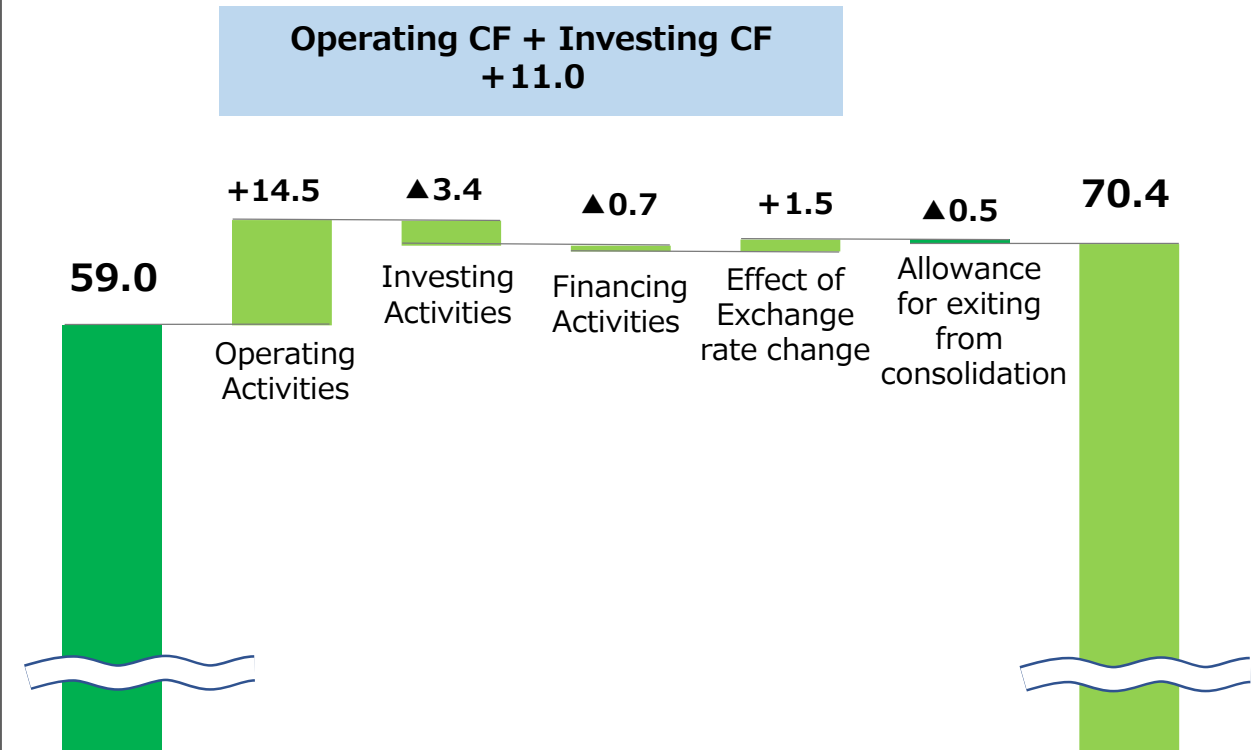 Operating CF + Investing CF
+11.0
59.0
+14.5
Operating
Activities
▲3.4
Investing
Activities
▲0.7
Financing
Activities
+1.5
Effect of
Exchange
rate change
▲0.5
Allowance
for exiting
from
consolidation
70.4